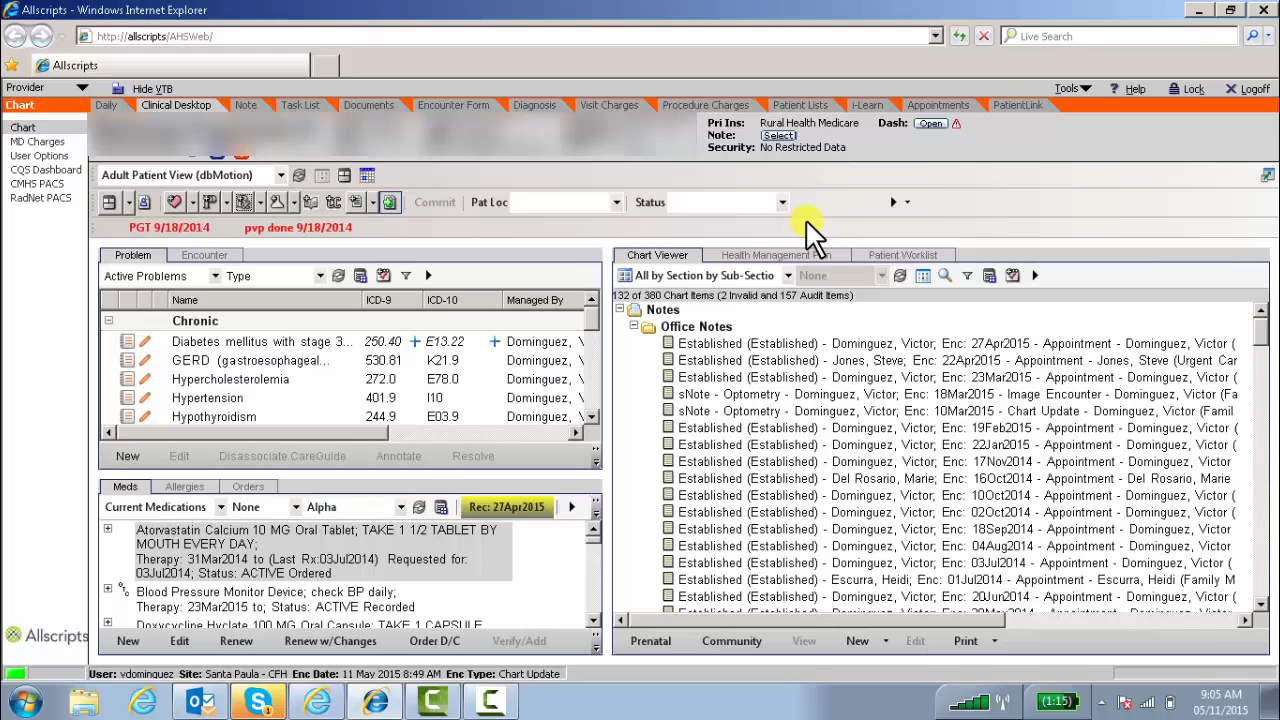 Allscripts - Windows Internet Explorer
http://allscripts/AHSWeb/
Live Search
Allscripts
Provider
Hide VTB
Tools
Help
Lock
Logoff
Chart
Daily
Clinical Desktop
Note
Task List
Documents
Encounter Form
Diagnosis
Visit Charges
Procedure Charges
Patient Lists
i-Learn
Appointments
PatientLink
Chart
MD Charges
User Options
CQS Dashboard
CMHS PACS
RadNet PACS
Pri Ins: Rural Health Medicare Dash: Open
Note: Select
Security: No Restricted Data
Adult Patient View (dbMotion)
Commit
Pat Loc
Status
PGT 9/18/2014 pvp done 9/18/2014
Problem Encounter
Active Problems Type
Name ICD-9 ICD-10 Managed By
Chronic
Diabetes mellitus with stage 3... 250.40 E13.22 Dominguez, V
GERD (gastroesophageal... 530.81 K21.9 Dominguez, V
Hypercholesterolemia 272.0 E78.0 Dominguez, V
Hypertension 401.9 I10 Dominguez, V
Hypothyroidism 244.9 E03.9 Dominguez, V
New Edit Disassociate CareGuide Annotate Resolve
Meds Allergies Orders
Current Medications None Alpha Rec: 27Apr2015
Atorvastatin Calcium 10 MG Oral Tablet; TAKE 1 1/2 TABLET BY
MOUTH EVERY DAY;
Therapy: 31Mar2014 to (Last Rx:03Jul2014) Requested for:
03Jul2014; Status: ACTIVE Ordered
Blood Pressure Monitor Device; check BP daily;
Therapy: 23Mar2015 to; Status: ACTIVE Recorded
Doxycycline Hyclate 100 MG Oral Capsule; TAKE 1 CAPSULE
New Edit Renew Renew w/Changes Order D/C Verify/Add
Chart Viewer Health Management Patient Worklist
All by Section by Sub-Sectio None
132 of 380 Chart Items (2 Invalid and 157 Audit Items)
Notes
Office Notes
Established (Established) - Dominguez, Victor; Enc: 27Apr2015 - Appointment - Dominguez, Victor (
Established (Established) - Jones, Steve; Enc: 22Apr2015 - Appointment - Jones, Steve (Urgent Car
Established (Established) - Dominguez, Victor; Enc: 23Mar2015 - Appointment - Dominguez, Victor (
sNote - Optometry - Dominguez, Victor; Enc: 18Mar2015 - Image Encounter - Dominguez, Victor (Fa
sNote - Optometry - Dominguez, Victor; Enc: 10Mar2015 - Chart Update - Dominguez, Victor (Famil
Established (Established) - Dominguez, Victor; Enc: 19Feb2015 - Appointment - Dominguez, Victor (
Established (Established) - Dominguez, Victor; Enc: 22Jan2015 - Appointment - Dominguez, Victor (
Established (Established) - Dominguez, Victor; Enc: 17Nov2014 - Appointment - Dominguez, Victor (
Established (Established) - Del Rosario, Marie; Enc: 16Oct2014 - Appointment - Dominguez, Victor (
Established (Established) - Dominguez, Victor; Enc: 10Oct2014 - Appointment - Dominguez, Victor (
Established (Established) - Dominguez, Victor; Enc: 02Oct2014 - Appointment - Dominguez, Victor (
Established (Established) - Dominguez, Victor; Enc: 18Sep2014 - Appointment - Dominguez, Victor (
Established (Established) - Dominguez, Victor; Enc: 04Aug2014 - Appointment - Dominguez, Victor (
Established (Established) - Dominguez, Victor; Enc: 03Jul2014 - Appointment - Dominguez, Victor (
Established (Established) - Escurra, Heidi; Enc: 01Jul2014 - Appointment - Escurra, Heidi (Family M
Established (Established) - Dominguez, Victor; Enc: 20Jun2014 - Appointment - Dominguez, Victor (
Prenatal Community View New Edit Print
Allscripts
User: vdominguez Site: Santa Paula - CFH Enc Date: 11 May 2015 8:49 AM Enc Type: Chart Update
(1:15)
9:05 AM
05/11/2015